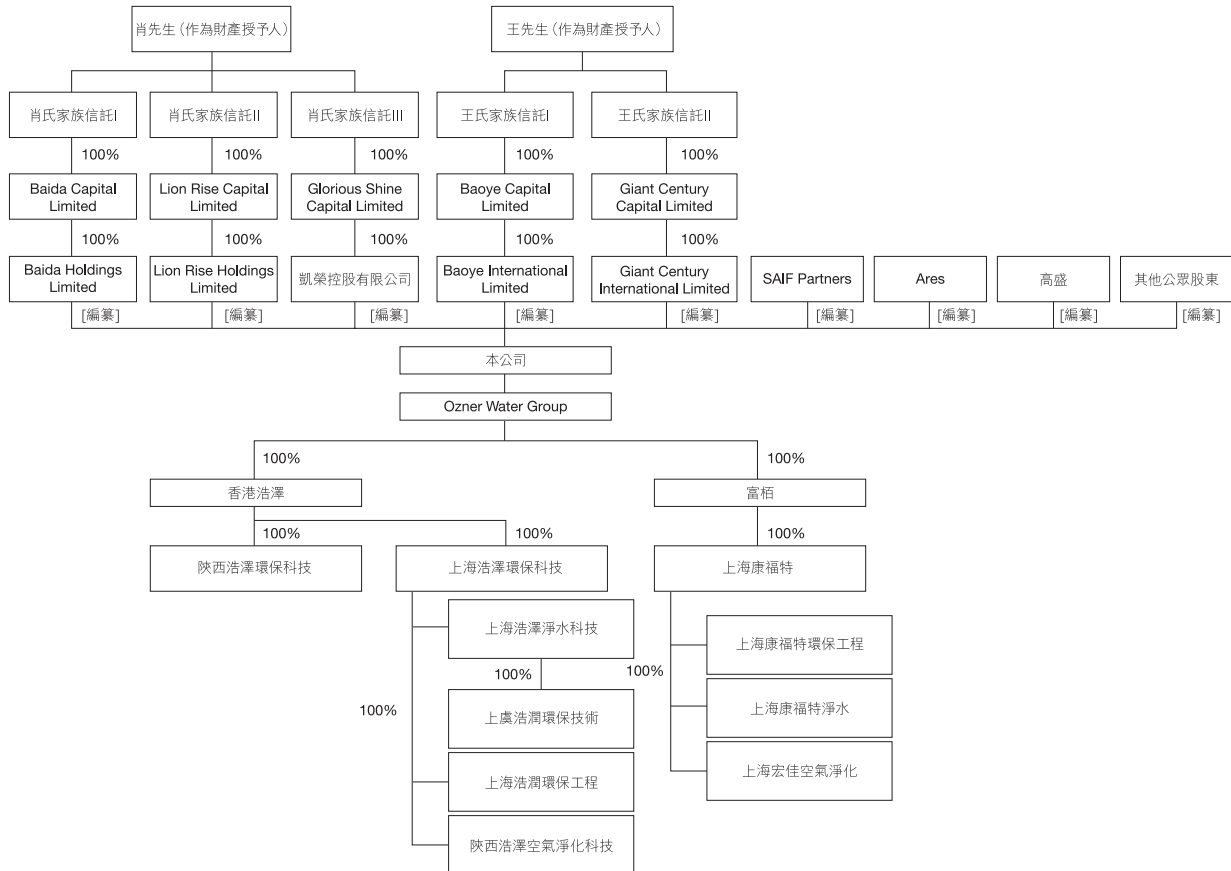 肖先生(作為財產授予人)
王先生(作為財產授予人)
肖氏家族信託I
肖氏家族信託II
肖氏家族信託III
王氏家族信託I
王氏家族信託II
100%
100%
100%
100%
100%
Baida Capital
Limited
Lion Rise Capital
Limited
Glorious Shine
Capital Limited
Baoye Capital
Limited
Giant Century
Capital Limited
100%
100%
100%
100%
100%
Baida Holdings
Limited
Lion Rise Holdings
Limited
凱榮控股有限公司
Baoye International
Limited
Giant Century
International Limited
SAIF Partners
Ares
高盛
其他公眾股東
[編纂]
[編纂]
[編纂]
[編纂]
[編纂]
[編纂]
[編纂]
[編纂]
[編纂]
本公司
Ozner Water Group
100%
100%
香港浩澤
富栢
100%
100%
100%
陝西浩澤環保科技
上海浩澤環保科技
上海康福特
上海浩澤淨水科技
上海康福特環保工程
100%
100%
100%
上虞浩潤環保技術
上海康福特淨水
上海浩潤環保工程
上海宏佳空氣淨化
陝西浩澤空氣淨化科技